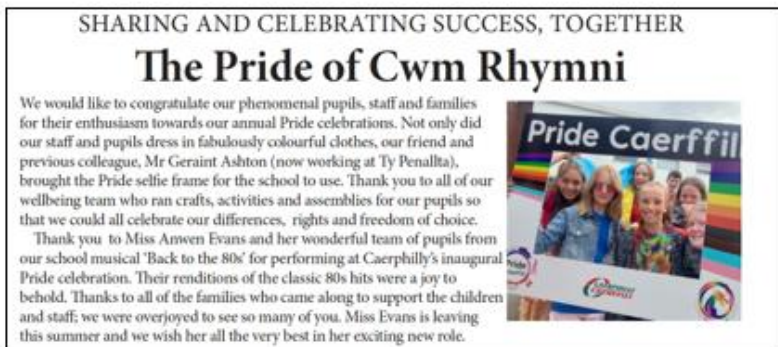 SHARING AND CELEBRATING SUCCESS, TOGETHER
The Pride of Cwm Rhymni
We would like to congratulate our phenomenal pupils, staff and families
for their enthusiasm towards our annual Pride celebrations. Not only did
our staff and pupils dress in fabulously colourful clothes, our friend and
previous colleague, Mr Geraint Ashton (now working at Ty Penallta),
brought the Pride selfie frame for the school to use. Thank you to all of our
wellbeing team who ran crafts, activities and assemblies for our pupils so
that we could all celebrate our differences, rights and freedom of choice.
Thank you to Miss Anwen Evans and her wonderful team of pupils from
our school musical 'Back to the 80s' for performing at Caerphilly's inaugural
Pride celebration. Their renditions of the classic 80s hits were a joy to
behold. Thanks to all of the families who came along to support the children
and staff; we were overjoyed to see so many of you. Miss Evans is leaving
this summer and we wish her all the very best in her exciting new role.
Pride Caerffil
Pride